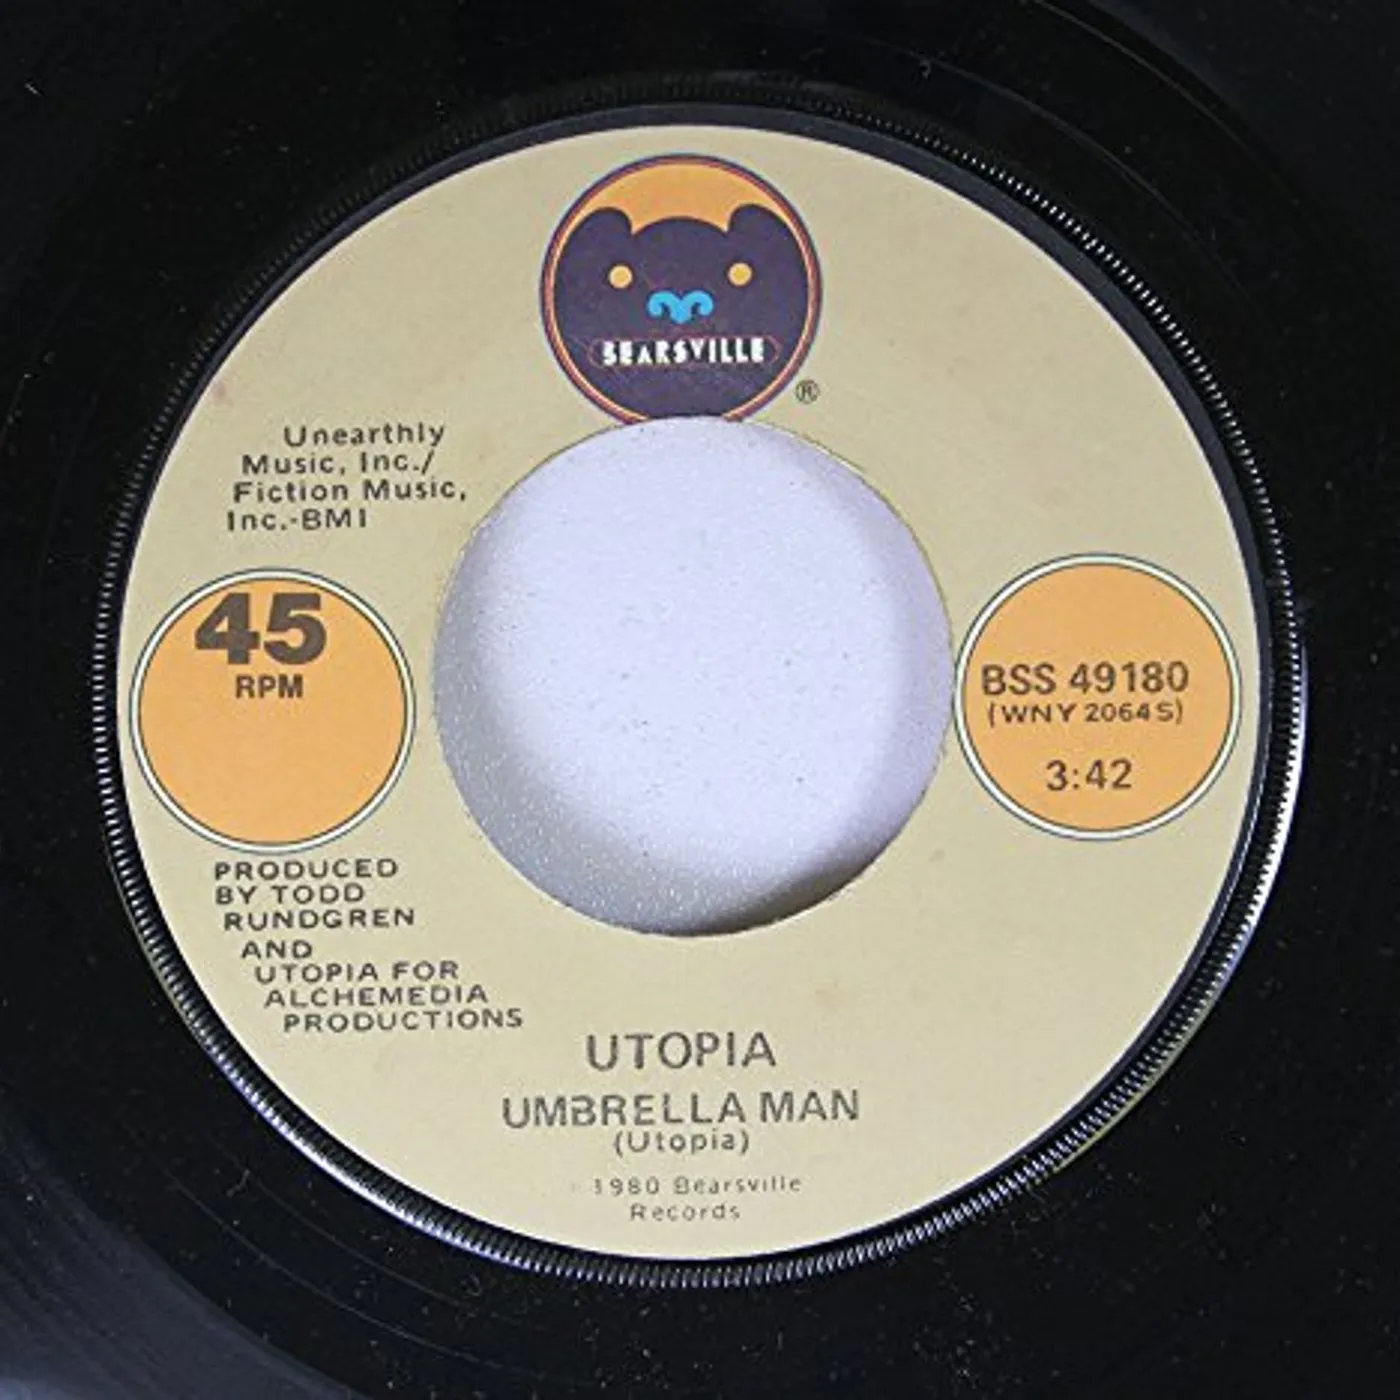 BEARSVILLE
®
Unearthly
Music, Inc./
Fiction Music,
Inc.-BMI
45
RPM
BSS 49180
(WNY 2064 S)
3:42
PRODUCED
BY TODD
RUNDGREN
AND
UTOPIA FOR
ALCHEMEDIA
PRODUCTIONS
UTOPIA
UMBRELLA MAN
(Utopia)
1980 Bearsville
Records